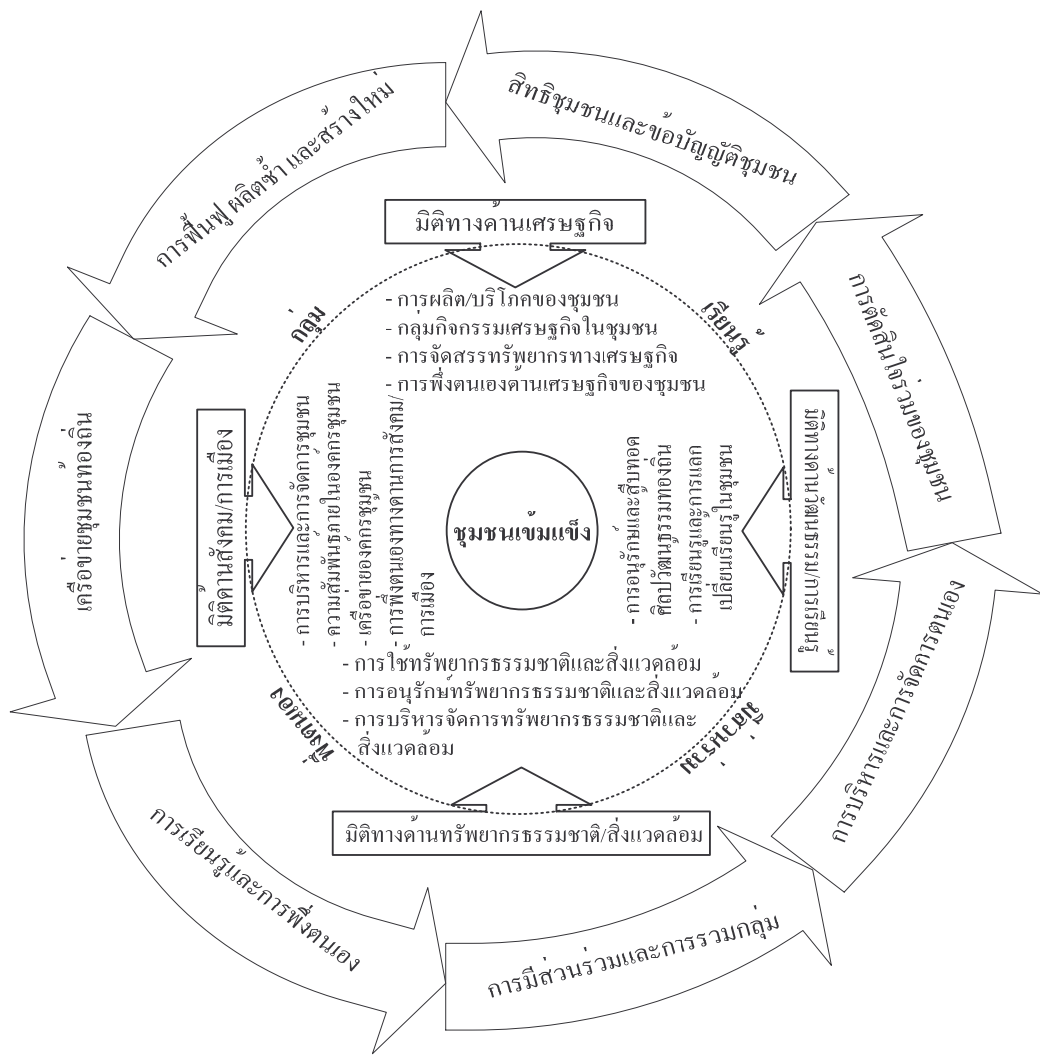 สิทธิชุมชนและข้อบัญญัติชุมชน
การฟื้นฟู ผลิตซ้ำ และสร้างใหม่
เครือข่ายชุมชนท้องถิ่น
การเรียนรู้และการพึ่งตนเอง
การมีส่วนร่วมและการรวมกลุ่ม
การบริหารและการจัดการตนเอง
การตัดสินใจร่วมของชุมชน
มิติทางด้านเศรษฐกิจ
กลุ่ม
เรียนรู้
- การผลิต/บริโภคของชุมชน
- กลุ่มกิจกรรมเศรษฐกิจในชุมชน
- การจัดสรรทรัพยากรทางเศรษฐกิจ
- การพึ่งตนเองด้านเศรษฐกิจของชุมชน
มิติด้านสังคม/การเมือง
- การบริหารและการจัดการชุมชน
- ความสัมพันธ์ภายในองค์กรชุมชน
-เครือข่ายองค์กรชุมชน
-การพึ่งตนเองทางด้านการสังคม/
การเมือง
ชุมชนเข้มแข็ง
- การอนุรักษ์และสืบทอด
ศิลปวัฒนธรรมท้องถิ่น
- การเรียนรู้และการแลก
เปลี่ยนเรียนรู้ในชุมชน
มิติทางด้านวัฒนธรรม/การเรียนรู้
- การใช้ทรัพยากรธรรมชาติและสิ่งแวดล้อม
- การอนุรักษ์ทรัพยากรธรรมชาติและสิ่งแวดล้อม
- การบริหารจัดการทรัพยากรธรรมชาติและ
สิ่งแวดล้อม
พึ่งตนเอง
มีส่วนร่วม
มิติทางด้านทรัพยากรธรรมชาติ/สิ่งแวดล้อม